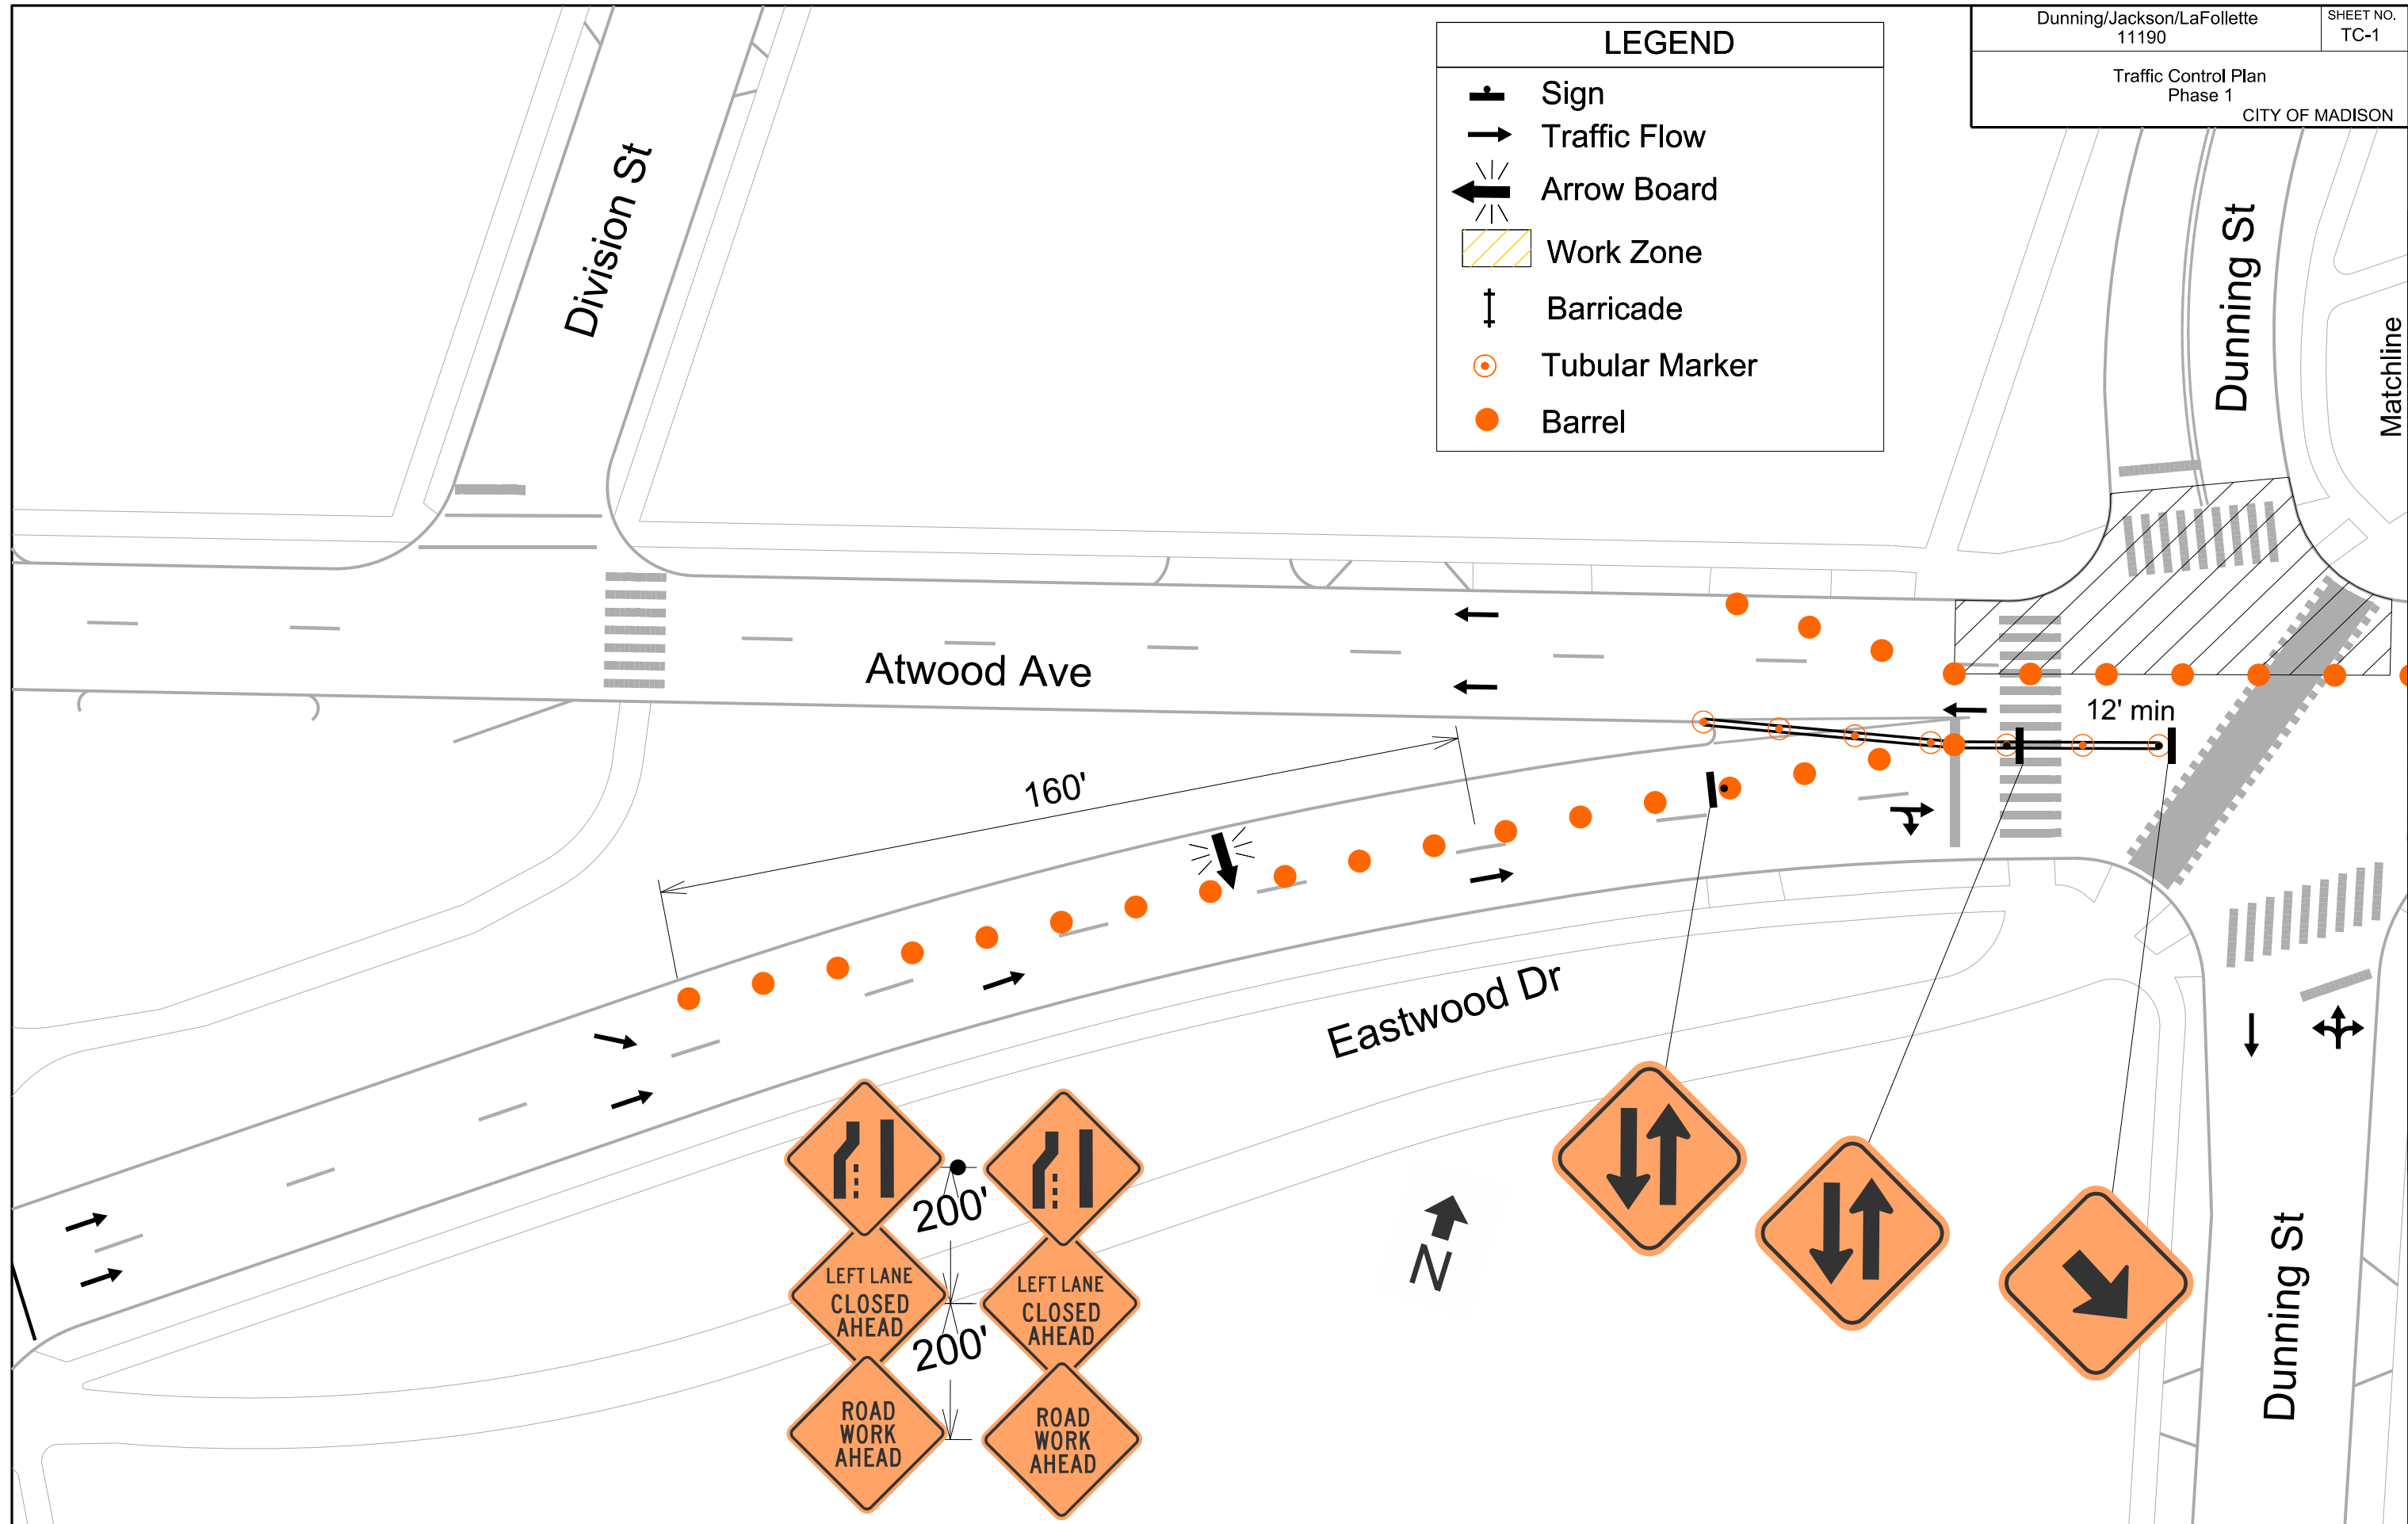 Dunning/Jackson/LaFollette
11190
SHEET NO.
TC-1
Traffic Control Plan
Phase 1
CITY OF MADISON
LEGEND
Sign
Traffic Flow
Arrow Board
Work Zone
Barricade
Tubular Marker
Barrel
Division St
Dunning St
Matchline
Atwood Ave
12' min
160'
Eastwood Dr
200'
LEFT LANE
CLOSED
AHEAD
LEFT LANE
CLOSED
AHEAD
200'
ROAD
WORK
AHEAD
ROAD
WORK
AHEAD
N
Dunning St